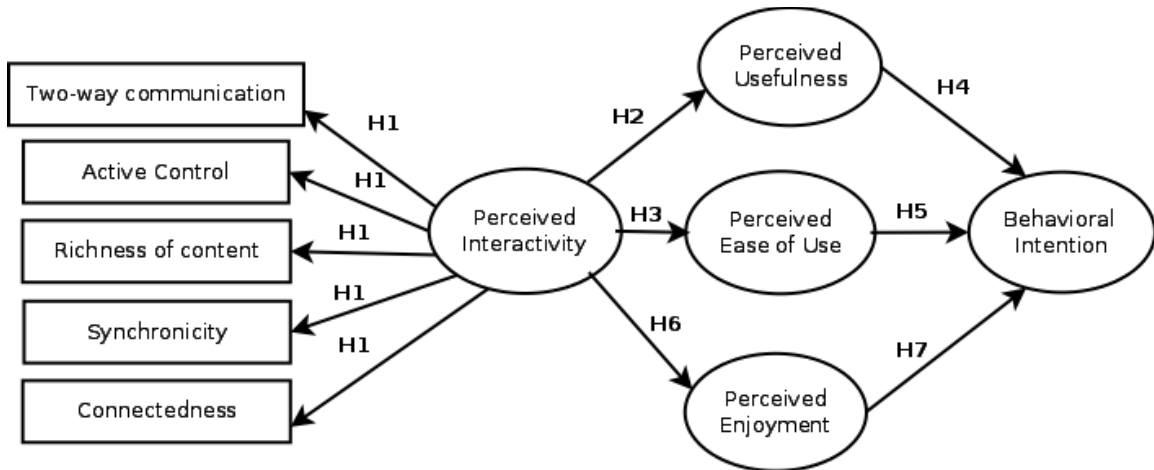 Two-way communication
Active Control
Richness of content
Synchronicity
Connectedness
H1
H1
H1
H1
H1
Perceived
Interactivity
H2
H3
H6
Perceived
Usefulness
Perceived
Ease of Use
Perceived
Enjoyment
H4
H5
H7
Behavioral
Intention